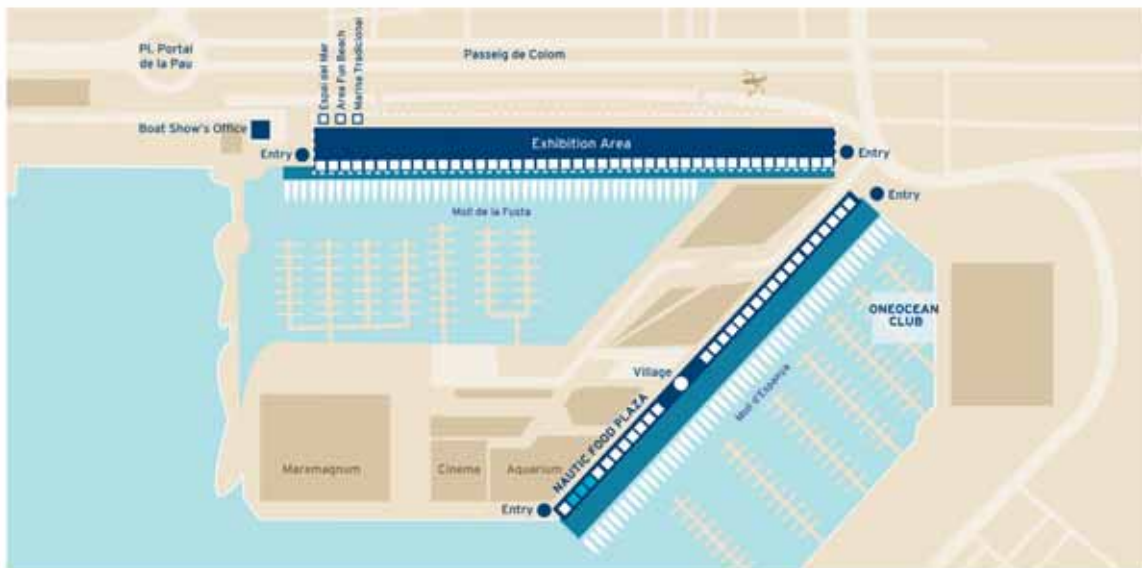 Pl. Portal
de la Pau
Espai del Mar
Area Fun Beach
Marina Tradicional
Passeig de Colom
Boat Show's Office
Entry
Exhibition Area
Entry
Entry
Moll de la Fusta
ONEOCEAN
CLUB
Village
Moll d'Espanya
NAUTIC FOOD PLAZA
Maremagnum
Cinema
Aquarium
Entry